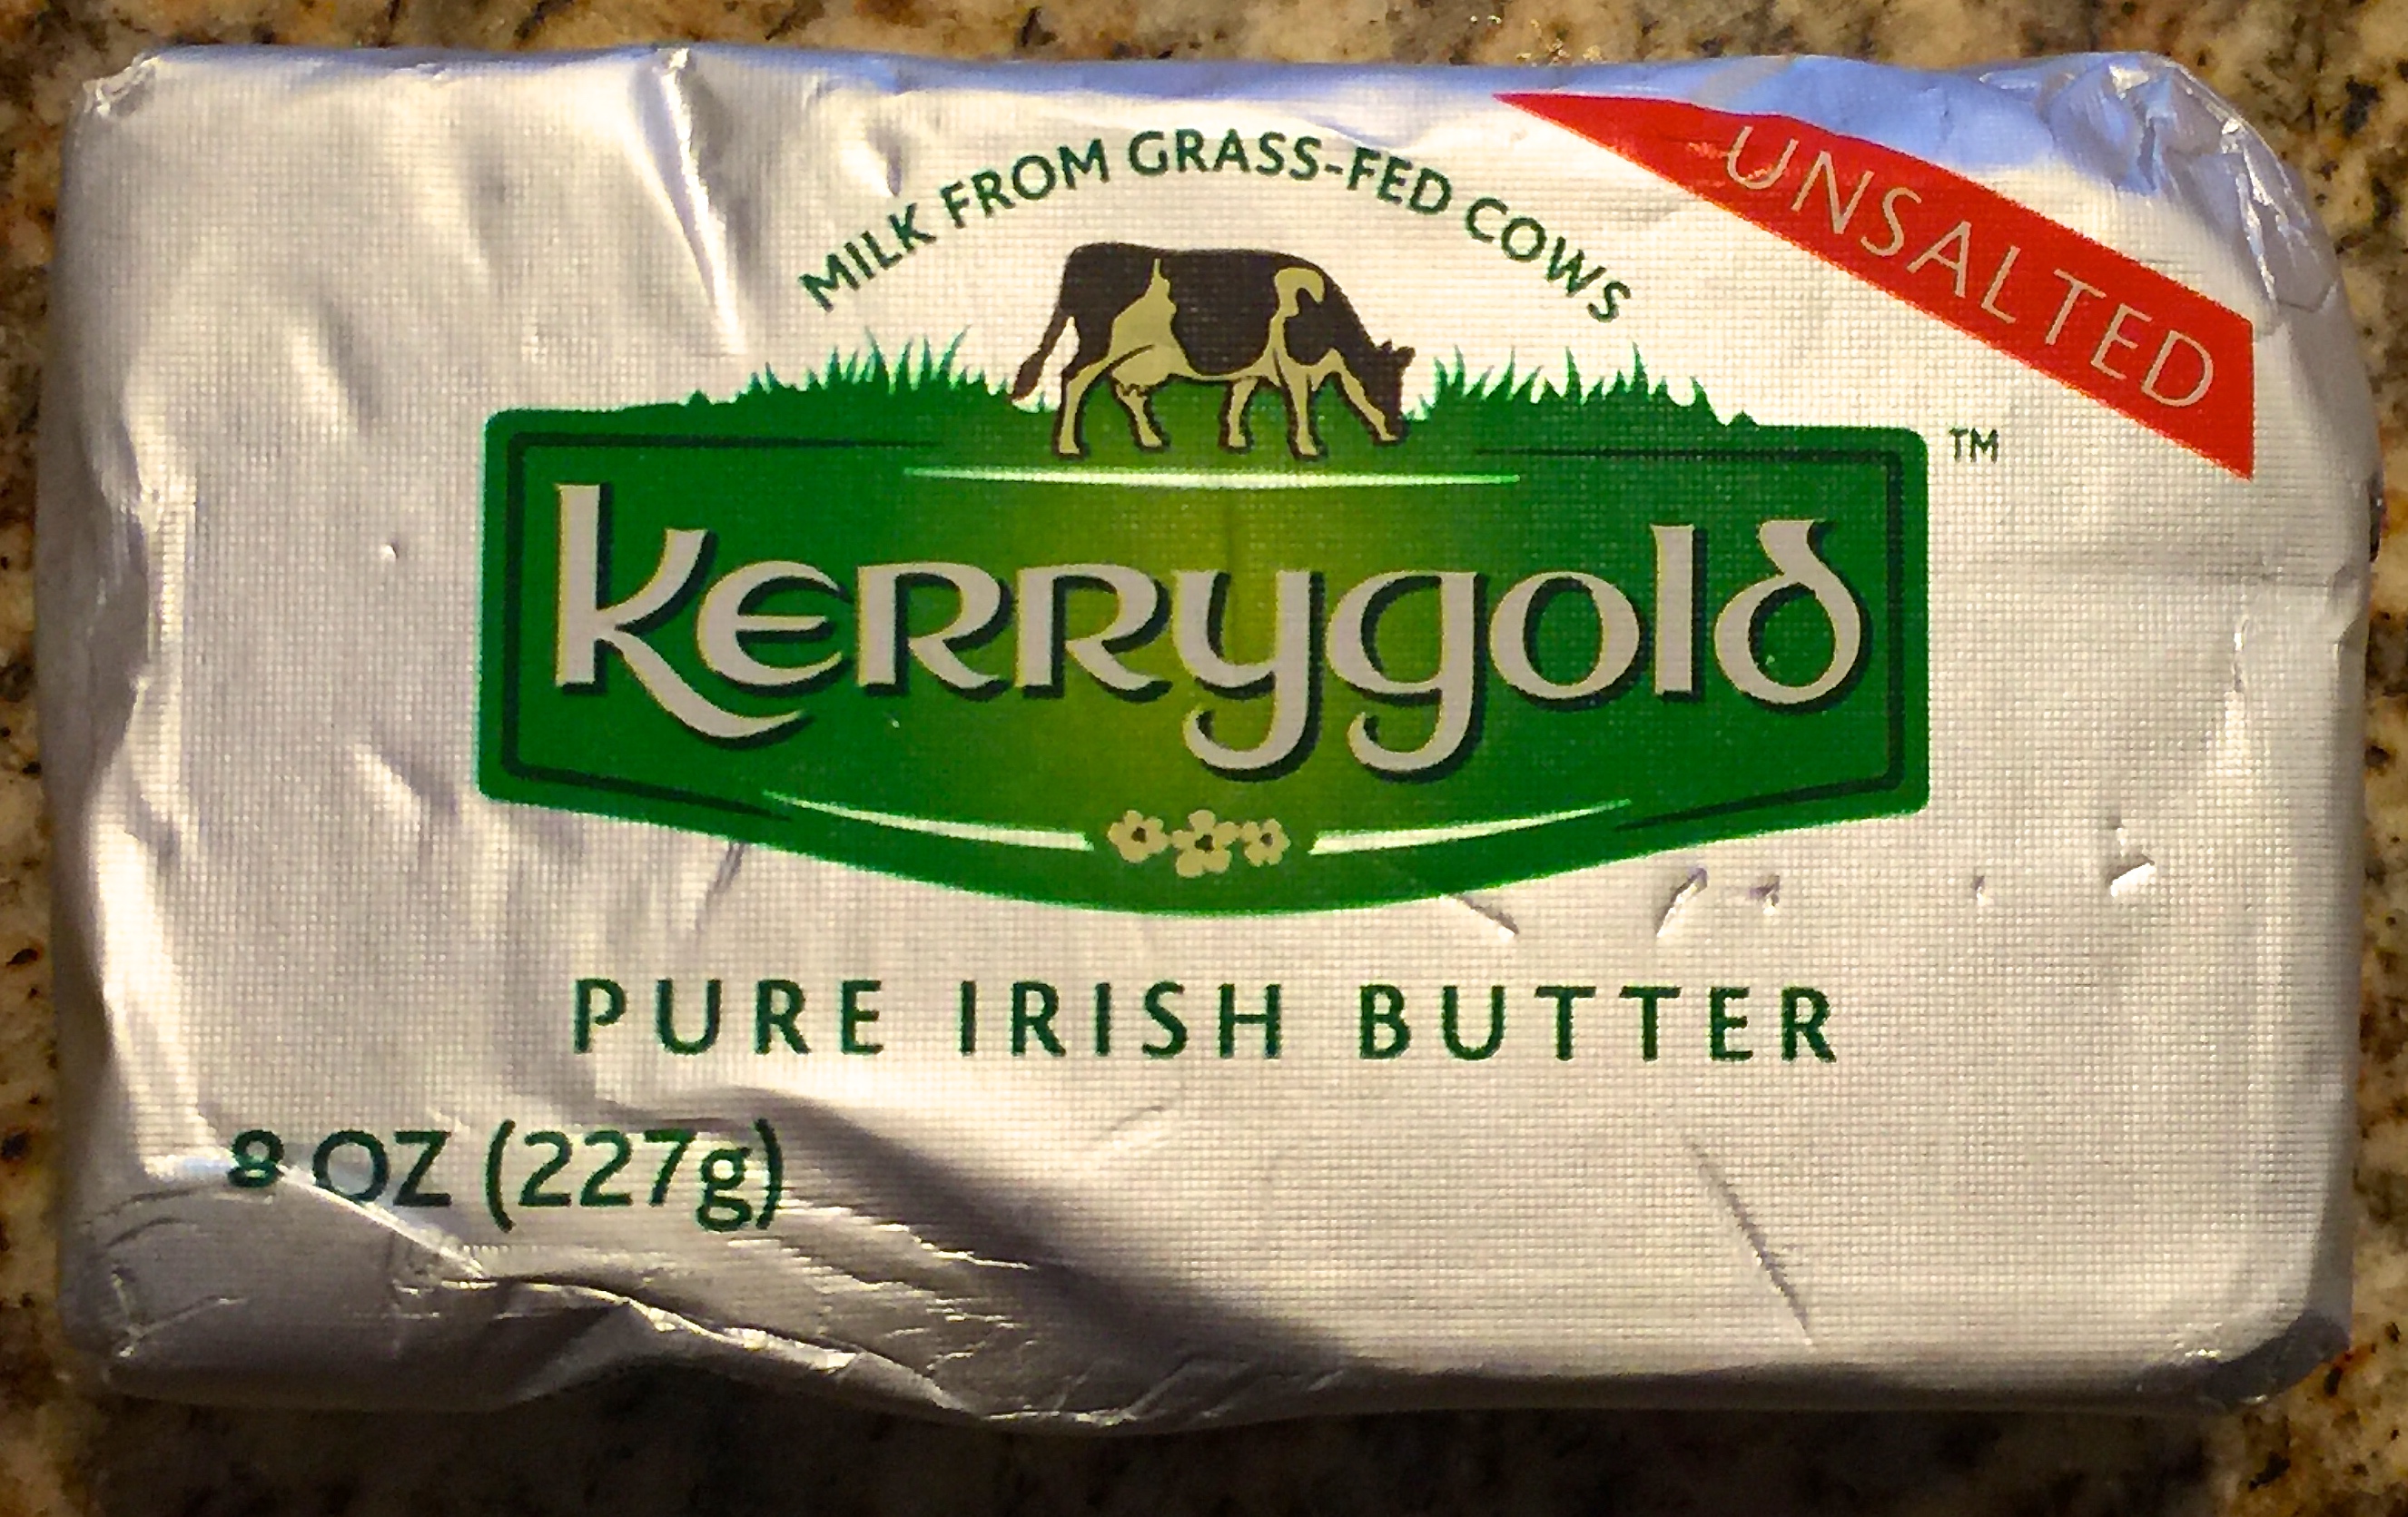 MILK FROM GRASS-FED COWS
UNSALTED
Kerrygold
TM
PURE IRISH BUTTER
8 OZ (227g)